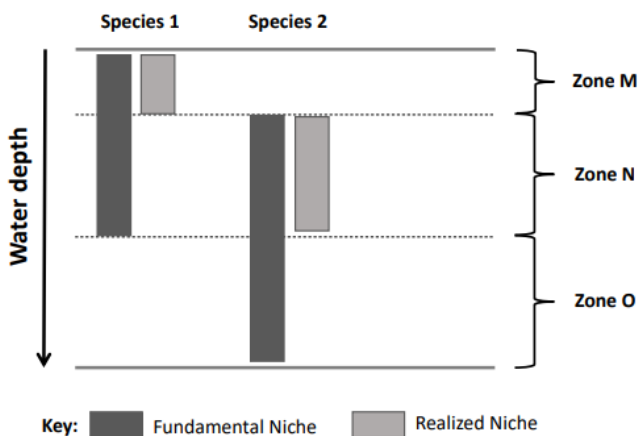 Species 1 Species 2
Zone M
Zone N
Water depth
Zone O
Key: Fundamental Niche Realized Niche